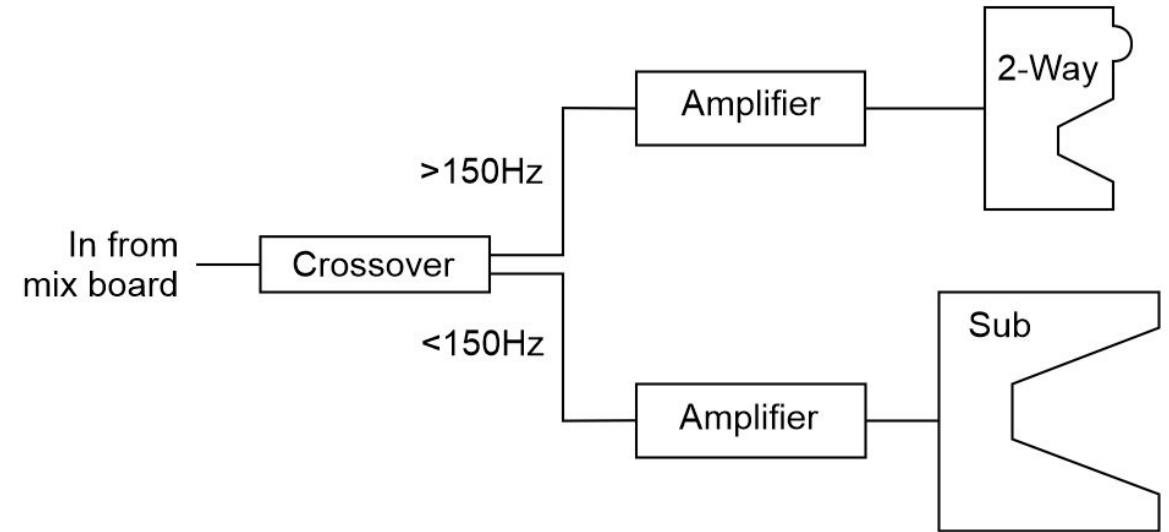 2-Way
Amplifier
>150Hz
In from
mix board
Crossover
<150Hz
Sub
Amplifier